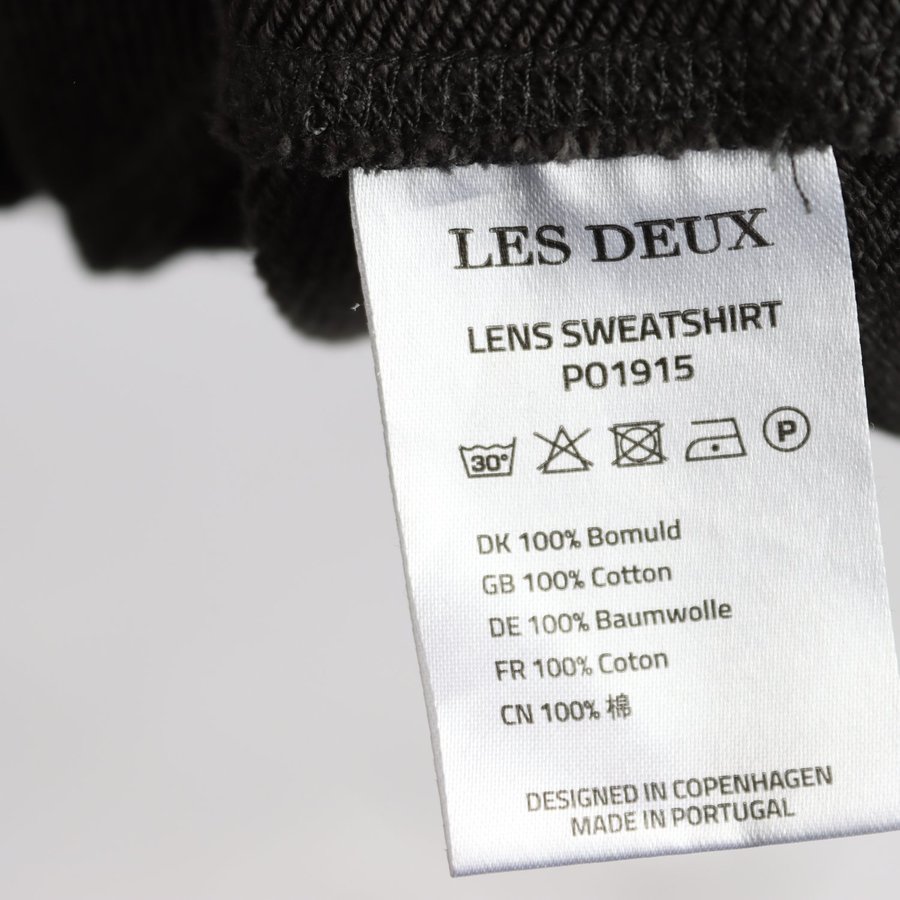 LES DEUX
LENS SWEATSHIRT
PO1915
30° P
DK 100% Bomuld
GB 100% Cotton
DE 100% Baumwolle
FR 100% Coton
CN 100% 棉
DESIGNED IN COPENHAGEN
MADE IN PORTUGAL